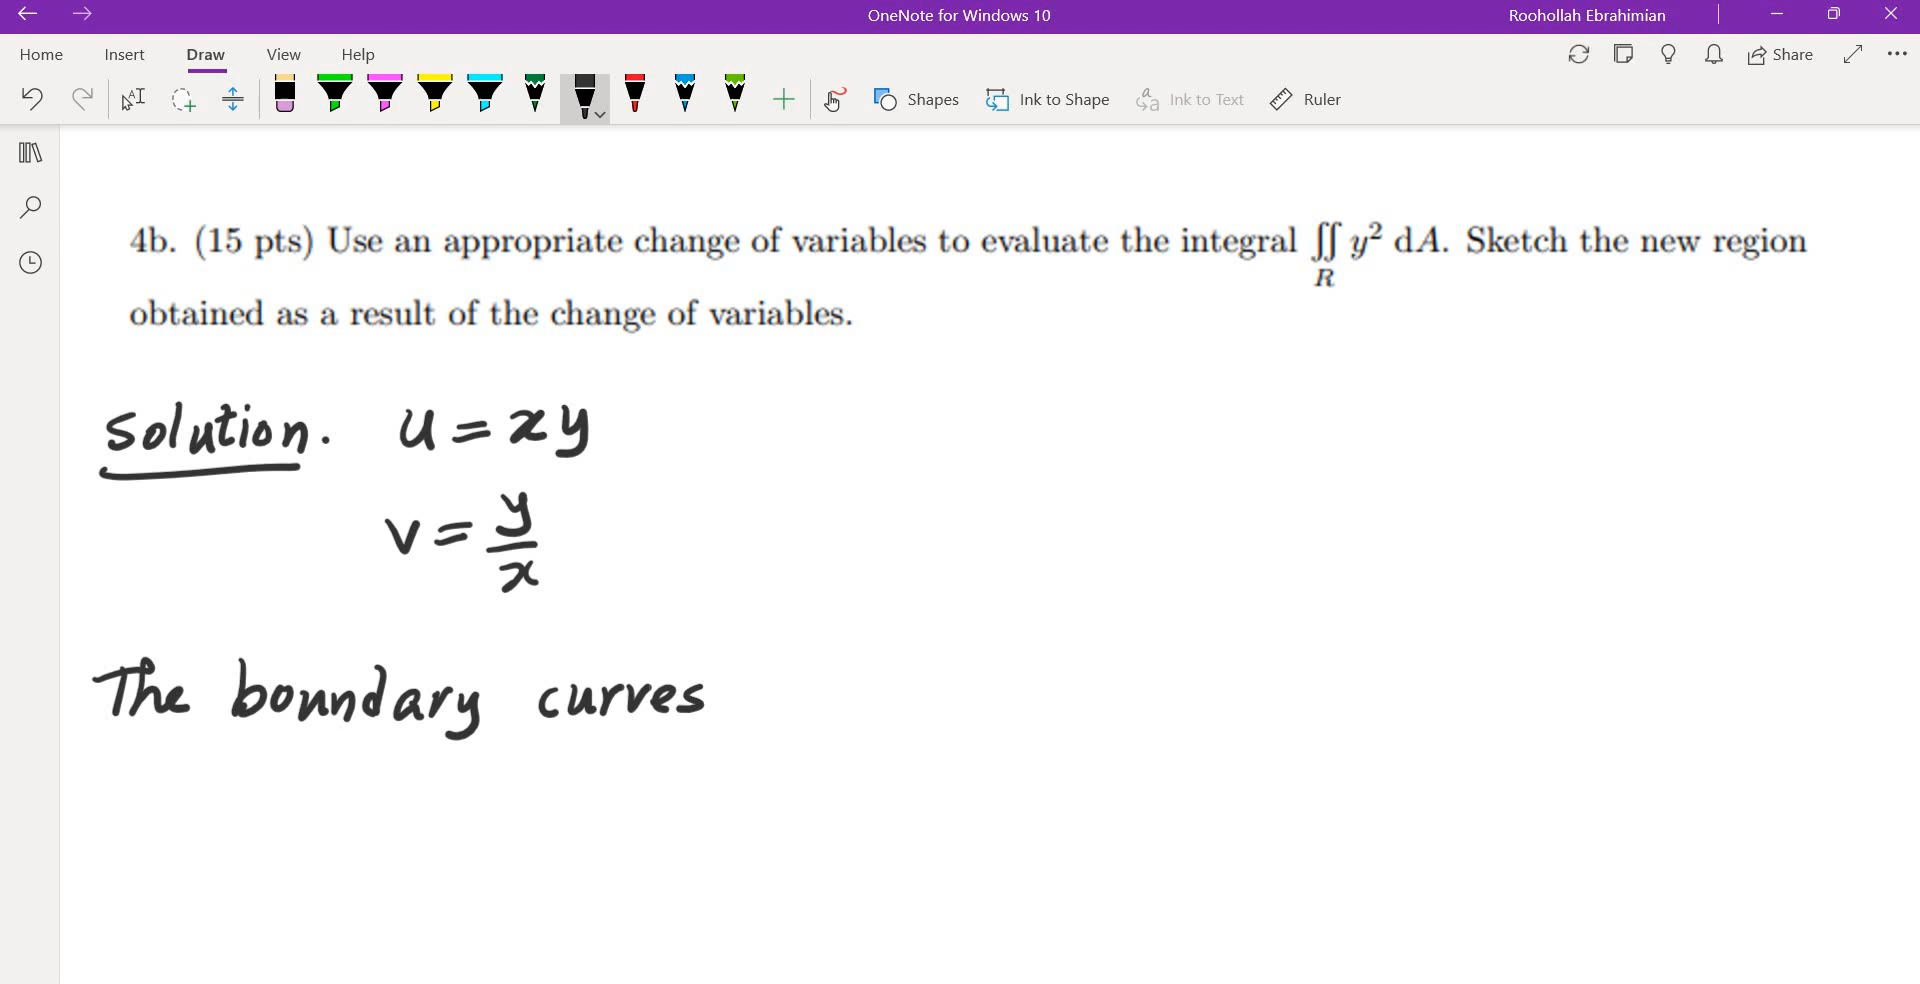 OneNote for Windows 10
Roohollah Ebrahimian
Home Insert Draw View Help
Share
Shapes Ink to Shape Ink to Text Ruler
4b. (15 pts) Use an appropriate change of variables to evaluate the integral ∬_R y² dA. Sketch the new region
obtained as a result of the change of variables.
Solution. u = xy
v = y/x
The boundary curves